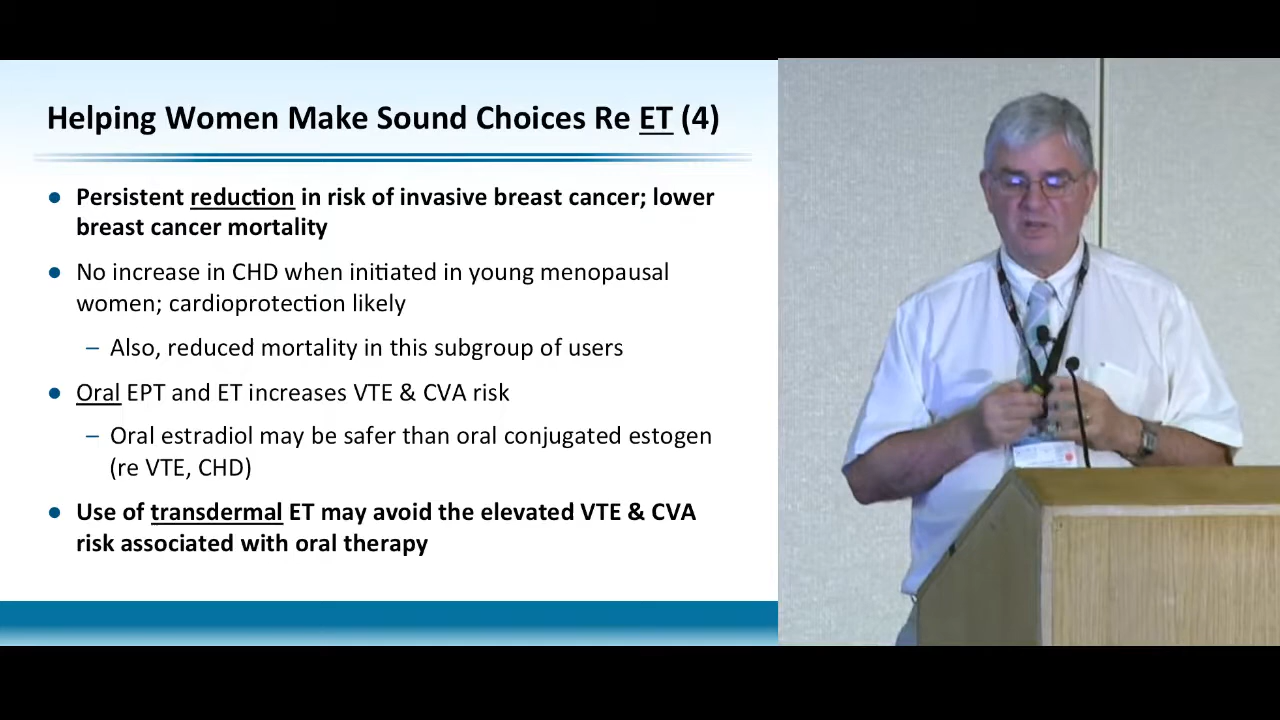 Helping Women Make Sound Choices Re ET (4)
● Persistent reduction in risk of invasive breast cancer; lower
breast cancer mortality
● No increase in CHD when initiated in young menopausal
women; cardioprotection likely
– Also, reduced mortality in this subgroup of users
● Oral EPT and ET increases VTE & CVA risk
– Oral estradiol may be safer than oral conjugated estogen
(re VTE, CHD)
● Use of transdermal ET may avoid the elevated VTE & CVA
risk associated with oral therapy